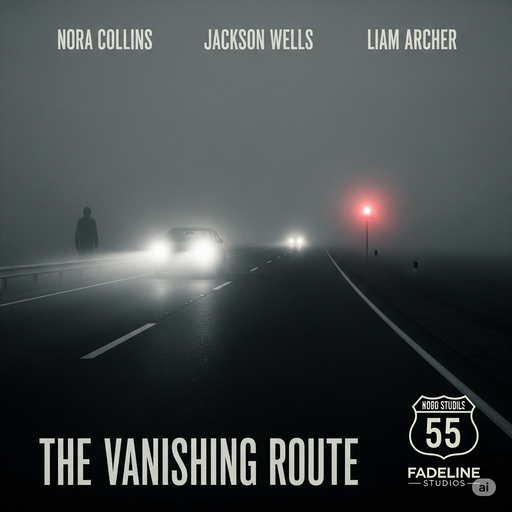 NORA COLLINS JACKSON WELLS LIAM ARCHER
NOBO STUDILS
55
THE VANISHING ROUTE
FADELINE
STUDIOS
ai